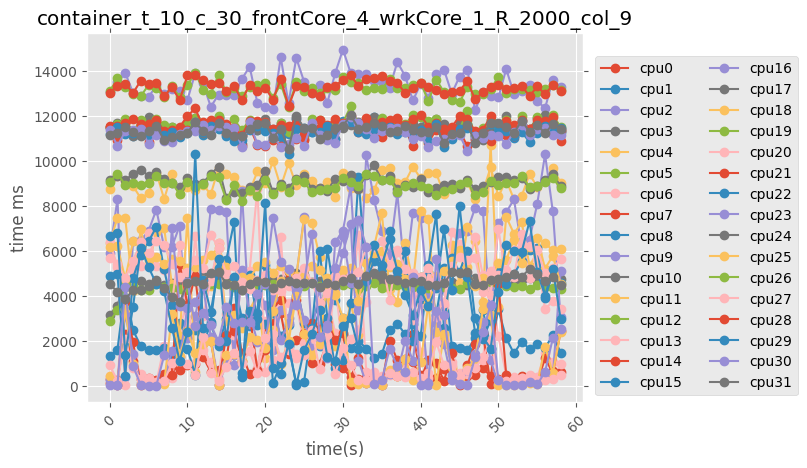 container_t_10_c_30_frontCore_4_wrkCore_1_R_2000_col_9
time ms
14000
12000
10000
8000
6000
4000
2000
0
0
10
20
30
40
50
60
time(s)
cpu0
cpu1
cpu2
cpu3
cpu4
cpu5
cpu6
cpu7
cpu8
cpu9
cpu10
cpu11
cpu12
cpu13
cpu14
cpu15
cpu16
cpu17
cpu18
cpu19
cpu20
cpu21
cpu22
cpu23
cpu24
cpu25
cpu26
cpu27
cpu28
cpu29
cpu30
cpu31